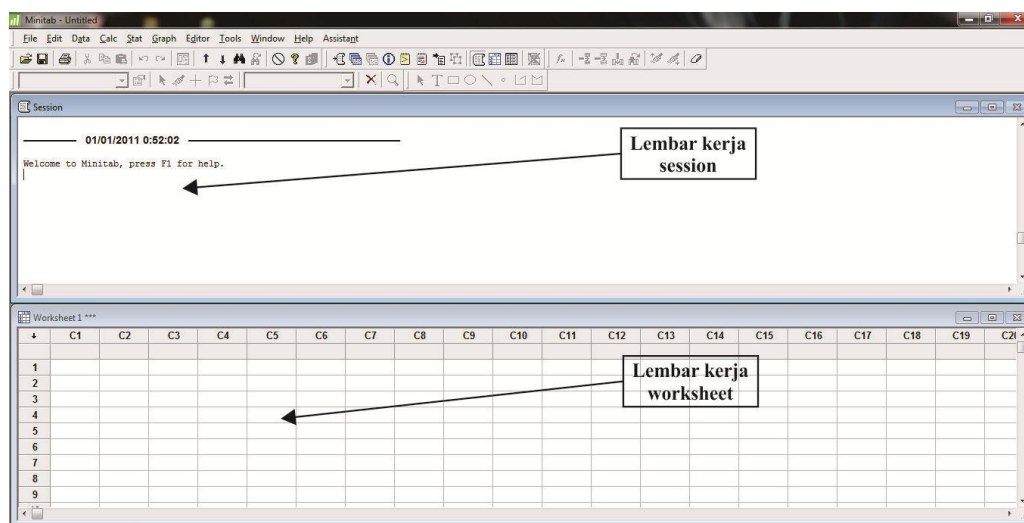 Minitab - Untitled
File Edit Data Calc Stat Graph Editor Tools Window Help Assistant
Session
01/01/2011 0:52:02
Welcome to Minitab, press F1 for help.
Lembar kerja
session
Worksheet 1 ***
C1 C2 C3 C4 C5 C6 C7 C8 C9 C10 C11 C12 C13 C14 C15 C16 C17 C18 C19
1
2
3
4
5
6
7
8
9
Lembar kerja
worksheet